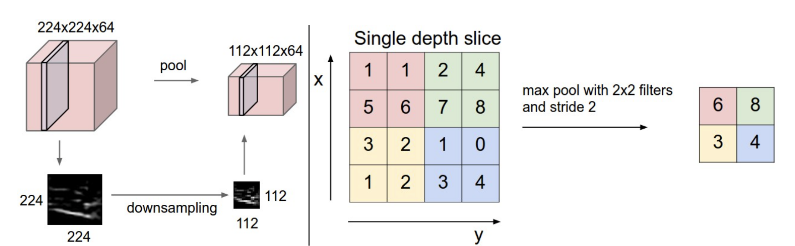 224x224x64
pool
112x112x64
224
224
downsampling
112
112
Single depth slice
x
1 1 2 4
5 6 7 8
3 2 1 0
1 2 3 4
y
max pool with 2x2 filters
and stride 2
6 8
3 4